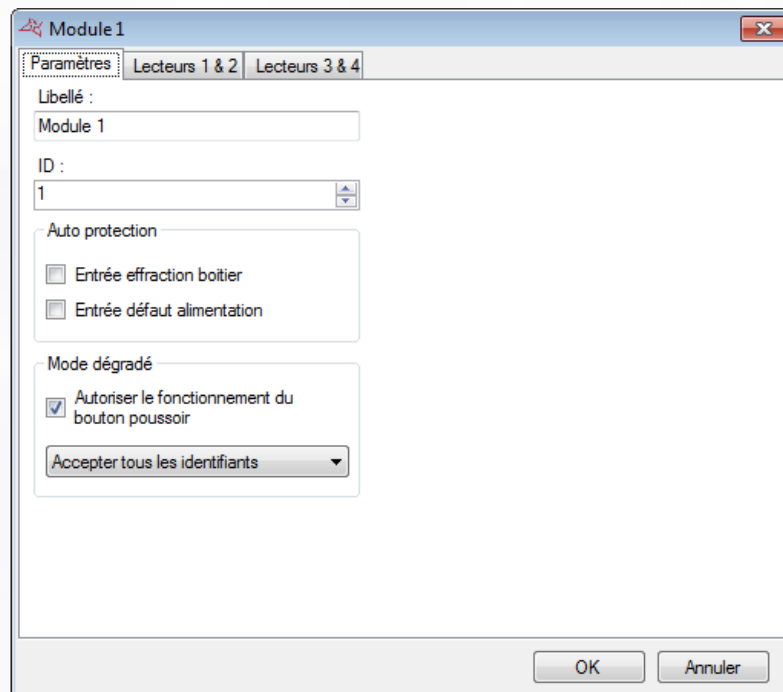 Module 1
Paramètres Lecteurs 1 & 2 Lecteurs 3 & 4
Libellé :
Module 1
ID :
1
Auto protection
Entrée effraction boitier
Entrée défaut alimentation
Mode dégradé
Autoriser le fonctionnement du
bouton poussoir
Accepter tous les identifiants
OK Annuler